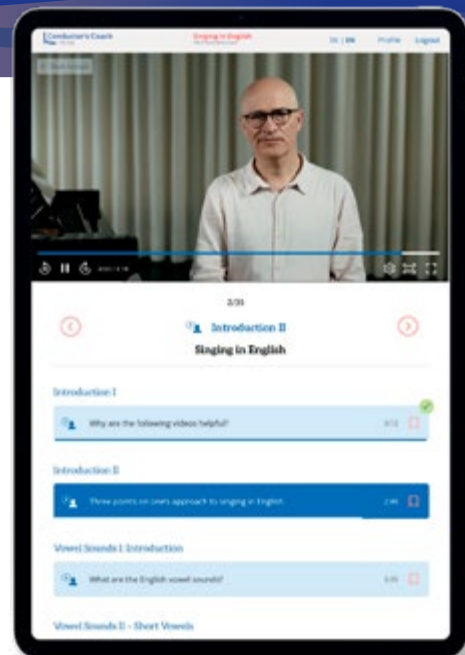 Conductor's Coach
Singing in English
DE | EN
Profile
Logout
2/31
Introduction II
Singing in English
Introduction I
Why are the following videos helpful?
Introduction II
Three points on one's approach to singing in English
Vowel Sounds I: Introduction
What are the English vowel sounds?
Vowel Sounds II – Short Vowels